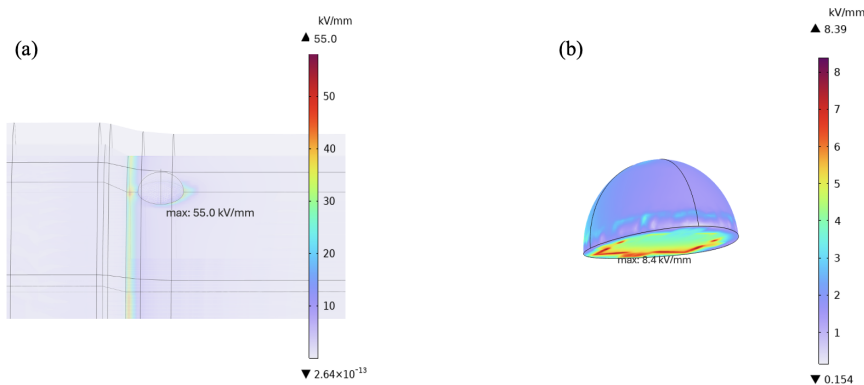 (a)
kV/mm
▲ 55.0
50
40
30
20
10
▼ 2.64×10⁻¹³
max: 55.0 kV/mm
(b)
kV/mm
▲ 8.39
8
7
6
5
4
3
2
1
▼ 0.154
max: 8.4 kV/mm